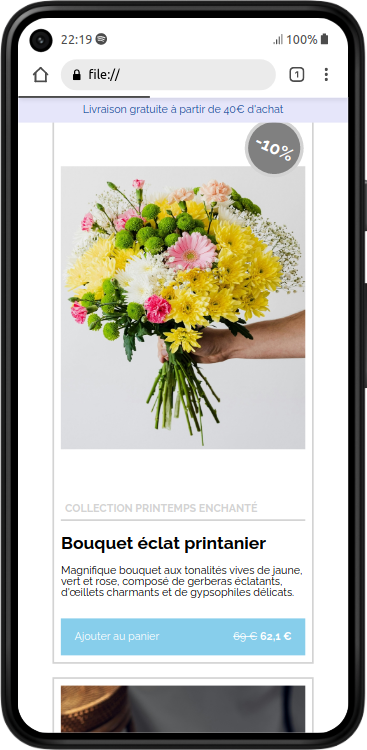 22:19
100%
file://
1
Livraison gratuite à partir de 40€ d'achat
-10%
COLLECTION PRINTEMPS ENCHANTÉ
Bouquet éclat printanier
Magnifique bouquet aux tonalités vives de jaune,
vert et rose, composé de gerberas éclatants,
d'œillets charmants et de gypsophiles délicats.
Ajouter au panier 69 € 62,1 €